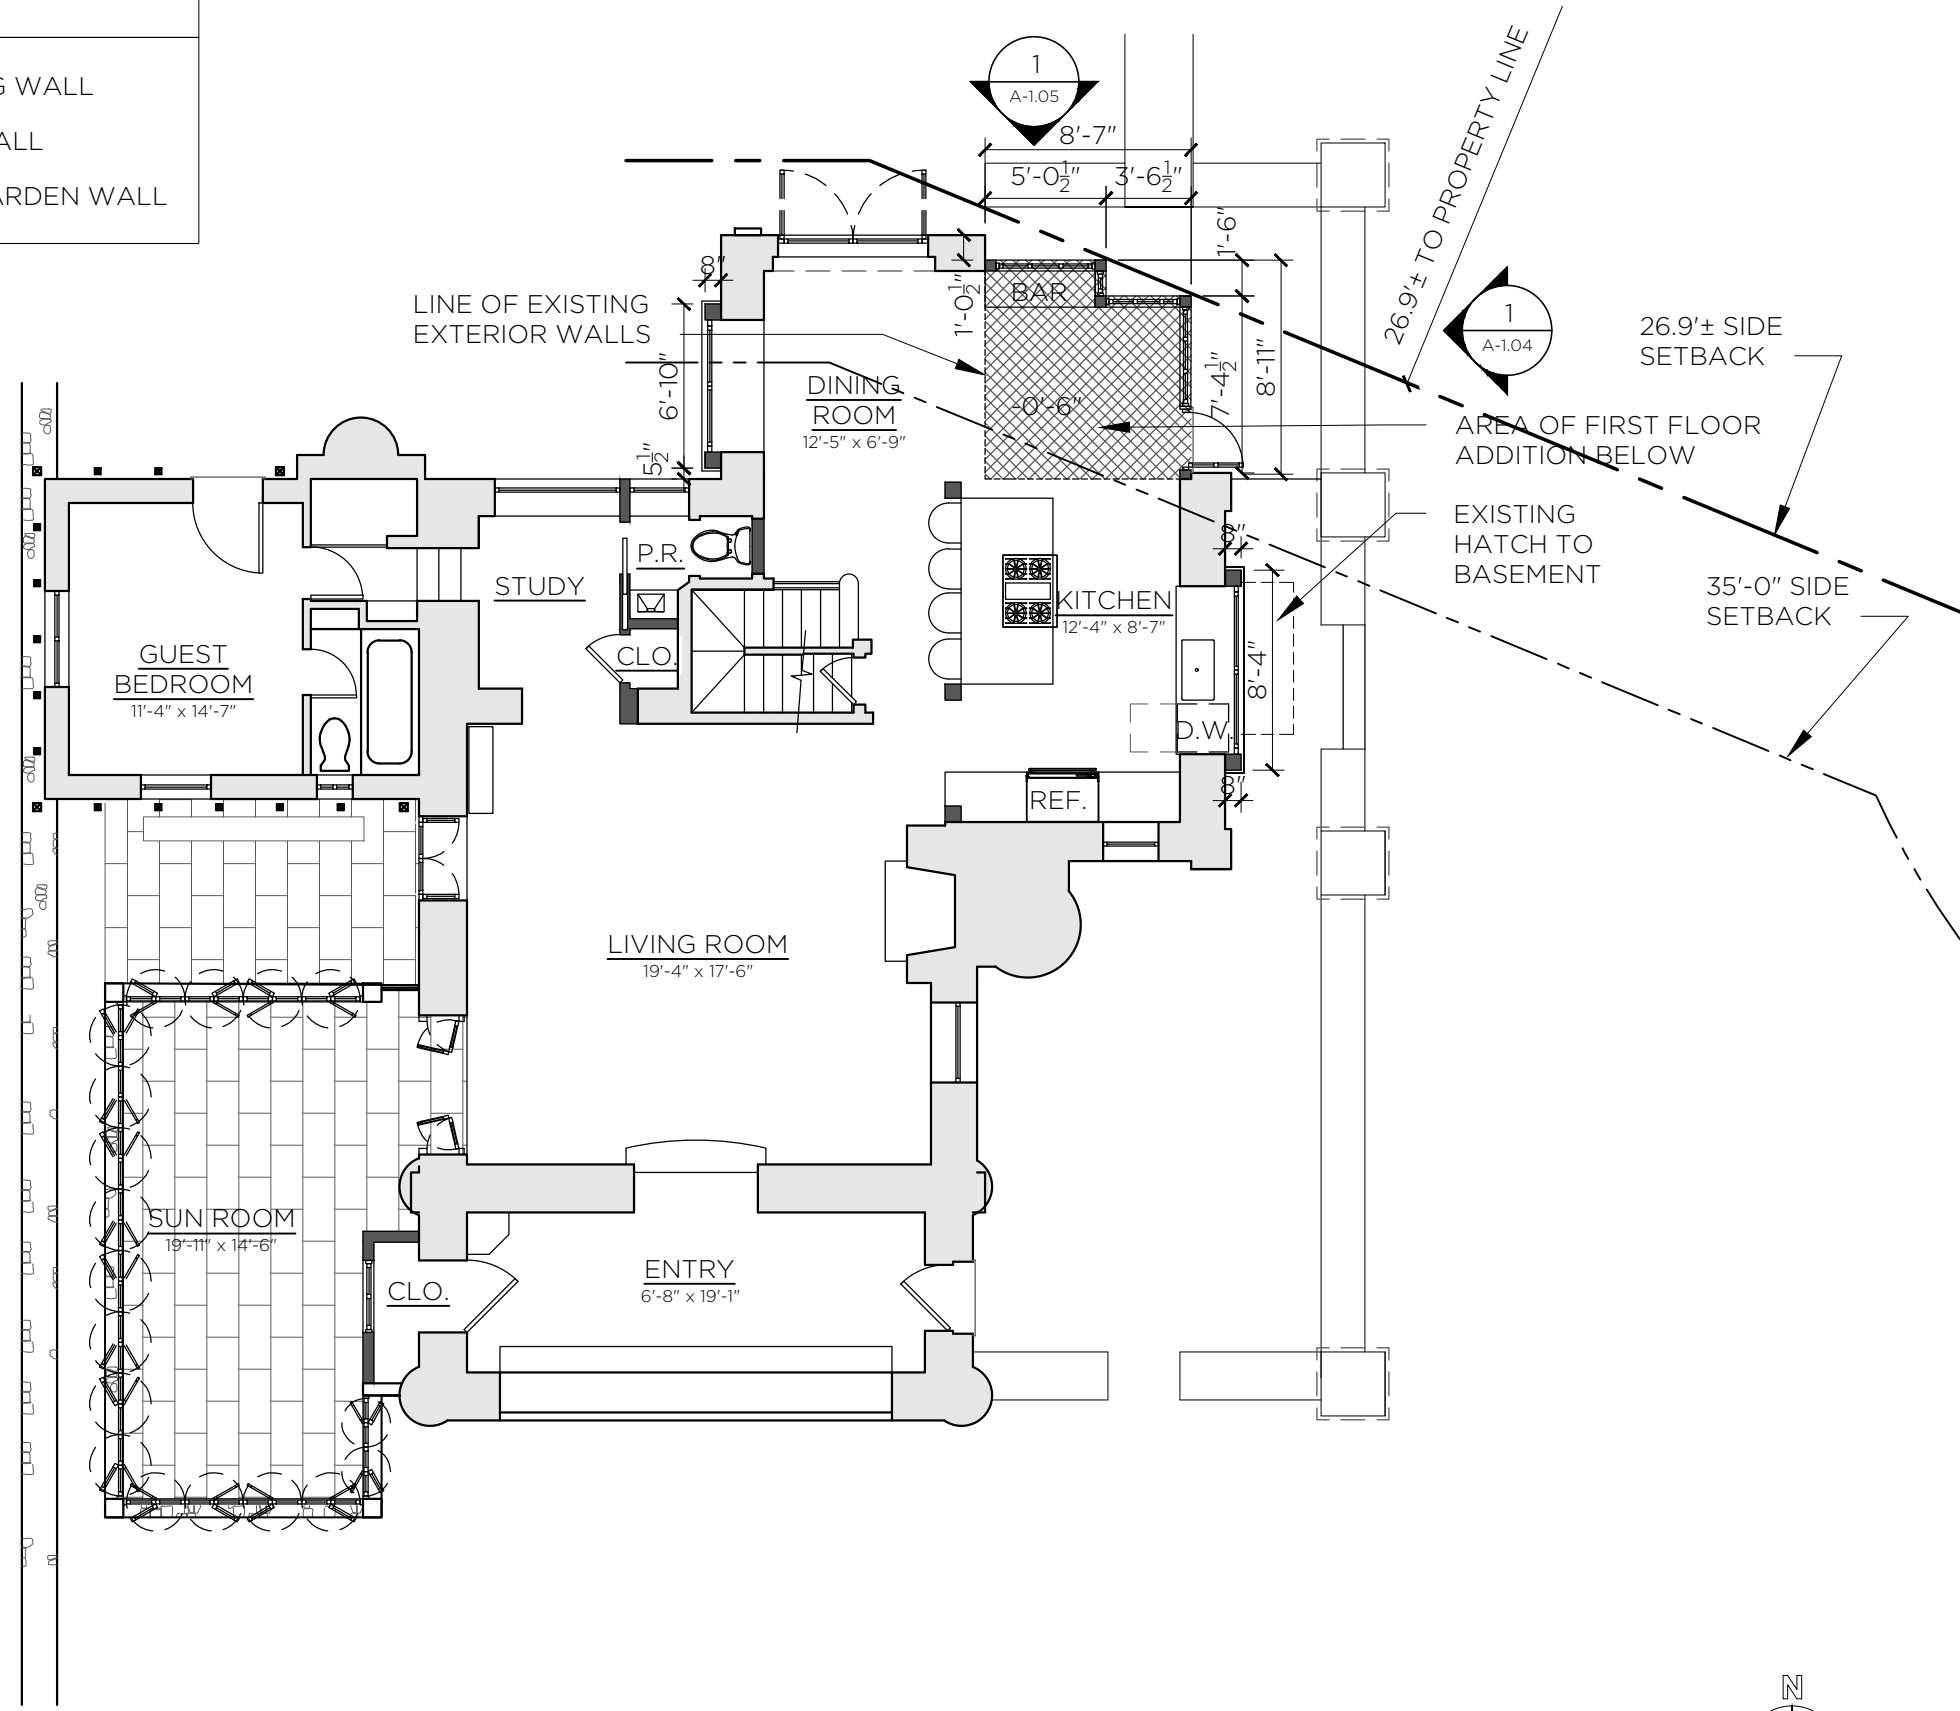 G WALL
ALL
ARDEN WALL
1
A-1.05
8'-7"
5'-0½"
3'-6½"
1'-6"
26.9'± TO PROPERTY LINE
8"
LINE OF EXISTING
EXTERIOR WALLS
1'-0½"
BAR
1
A-1.04
26.9'± SIDE
SETBACK
6'-10"
DINING
ROOM
12'-5" x 6'-9"
-0'-6"
7'-4½"
8'-11"
AREA OF FIRST FLOOR
ADDITION BELOW
5½"
EXISTING
HATCH TO
BASEMENT
8"
P.R.
STUDY
KITCHEN
12'-4" x 8'-7"
35'-0" SIDE
SETBACK
GUEST
BEDROOM
11'-4" x 14'-7"
CLO.
8'-4"
D.W.
8"
REF.
LIVING ROOM
19'-4" x 17'-6"
SUN ROOM
19'-11" x 14'-6"
ENTRY
6'-8" x 19'-1"
CLO.
N